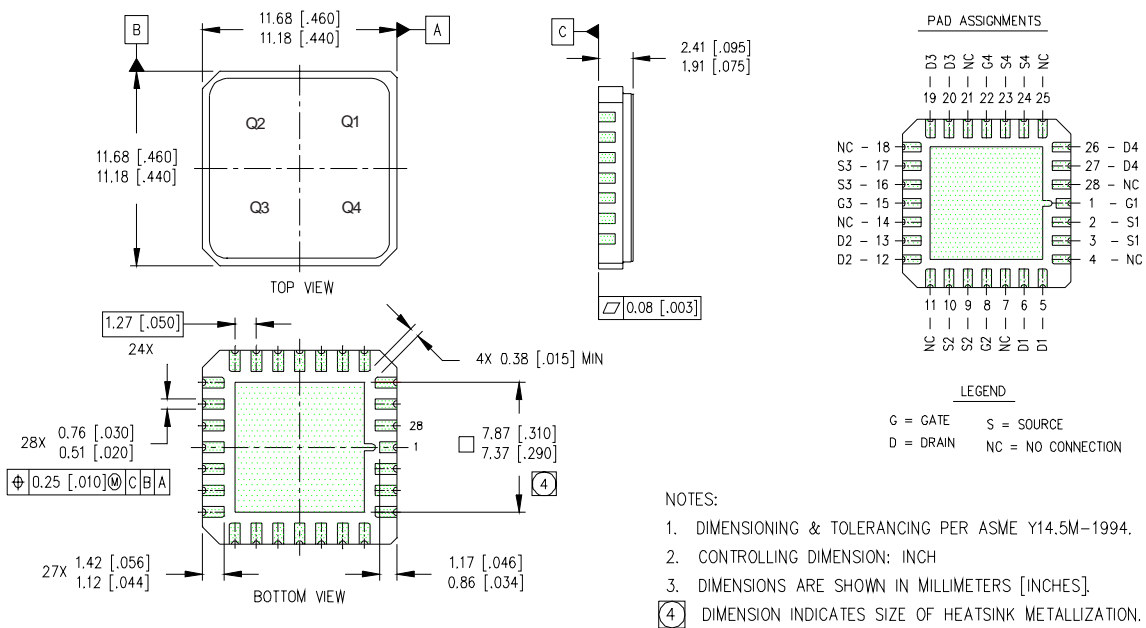 11.68 [.460]
11.18 [.440]
B
A
11.68 [.460]
11.18 [.440]
Q2
Q1
Q3
Q4
TOP VIEW
C
2.41 [.095]
1.91 [.075]
0.08 [.003]
PAD ASSIGNMENTS
D3 D3 NC G4 S4 S4 NC
19 20 21 22 23 24 25
NC - 18
S3 - 17
S3 - 16
G3 - 15
NC - 14
D2 - 13
D2 - 12
26 - D4
27 - D4
28 - NC
1 - G1
2 - S1
3 - S1
4 - NC
11 10 9 8 7 6 5
NC S2 S2 G2 NC D1 D1
LEGEND
G = GATE S = SOURCE
D = DRAIN NC = NO CONNECTION
1.27 [.050]
24X
4X 0.38 [.015] MIN
28X 0.76 [.030]
0.51 [.020]
⌖ 0.25 [.010]Ⓜ C B A
28
1
7.87 [.310]
7.37 [.290]
4
27X 1.42 [.056]
1.12 [.044]
1.17 [.046]
0.86 [.034]
BOTTOM VIEW
NOTES:
1. DIMENSIONING & TOLERANCING PER ASME Y14.5M-1994.
2. CONTROLLING DIMENSION: INCH
3. DIMENSIONS ARE SHOWN IN MILLIMETERS [INCHES].
4 DIMENSION INDICATES SIZE OF HEATSINK METALLIZATION.